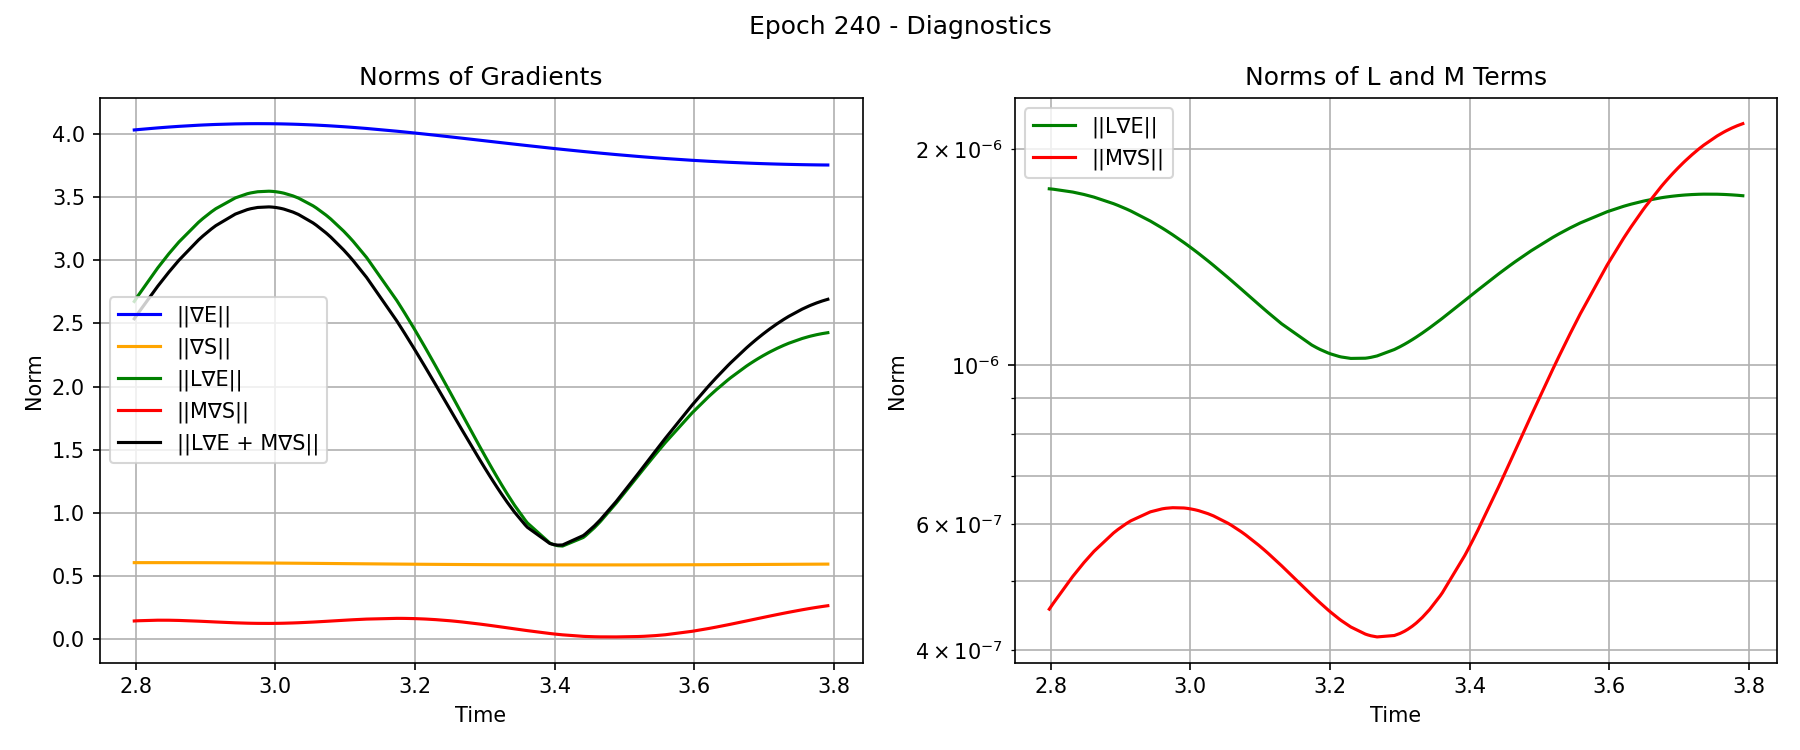 Epoch 240 - Diagnostics
Norms of Gradients
Norm
4.0
3.5
3.0
2.5
2.0
1.5
1.0
0.5
0.0
||∇E||
||∇S||
||L∇E||
||M∇S||
||L∇E + M∇S||
2.8
3.0
3.2
3.4
3.6
3.8
Time
Norms of L and M Terms
Norm
2 × 10⁻⁶
10⁻⁶
6 × 10⁻⁷
4 × 10⁻⁷
||L∇E||
||M∇S||
2.8
3.0
3.2
3.4
3.6
3.8
Time